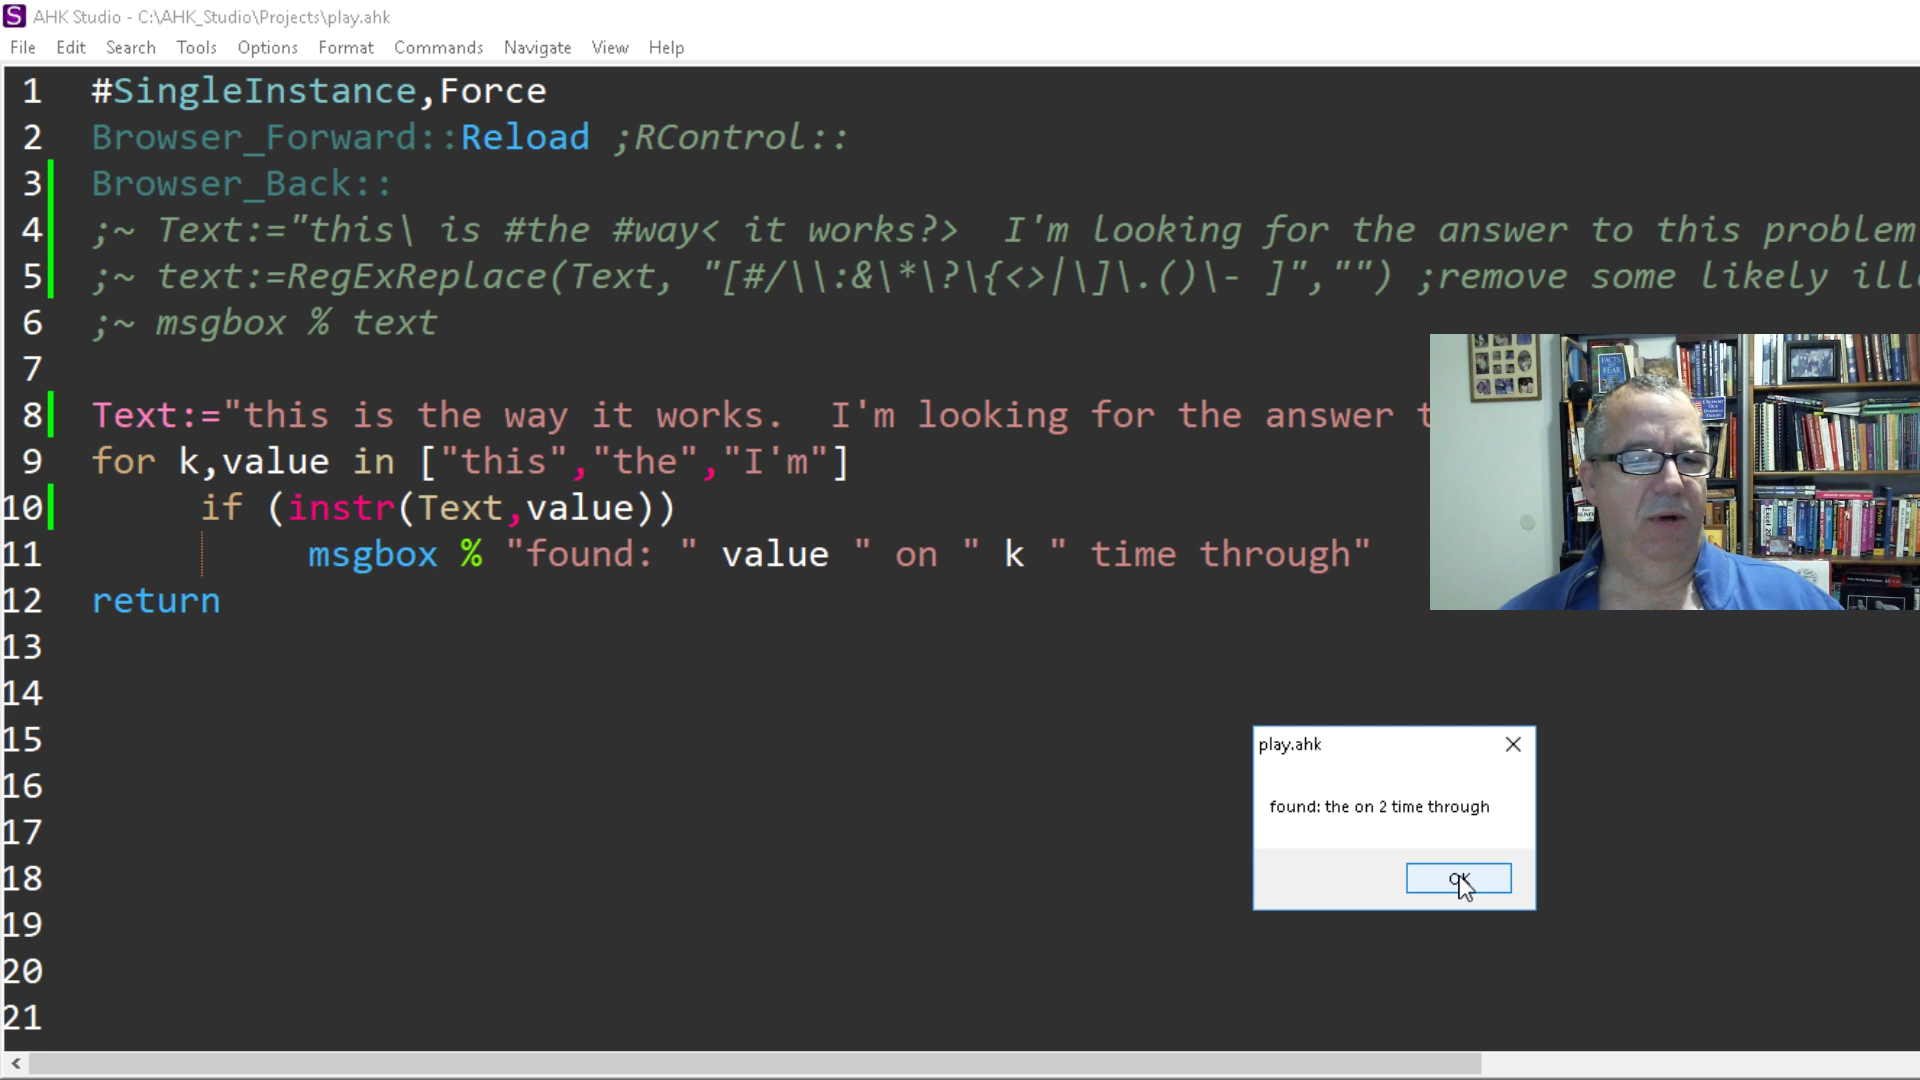 AHK Studio - C:\AHK_Studio\Projects\play.ahk
File Edit Search Tools Options Format Commands Navigate View Help
1 #SingleInstance,Force
2 Browser_Forward::Reload ;RControl::
3 Browser_Back::
4 ;~ Text:="this\ is #the #way< it works?>  I'm looking for the answer to this problem
5 ;~ text:=RegExReplace(Text, "[#/\\:&\*\?\{<>|\]\.()\- ]","") ;remove some likely
6 ;~ msgbox % text
7
8 Text:="this is the way it works.  I'm looking for the answer
9 for k,value in ["this","the","I'm"]
10 if (instr(Text,value))
11 msgbox % "found: " value " on " k " time through"
12 return
13
14
15
16
17
18
19
20
21
play.ahk
found: the on 2 time through
OK